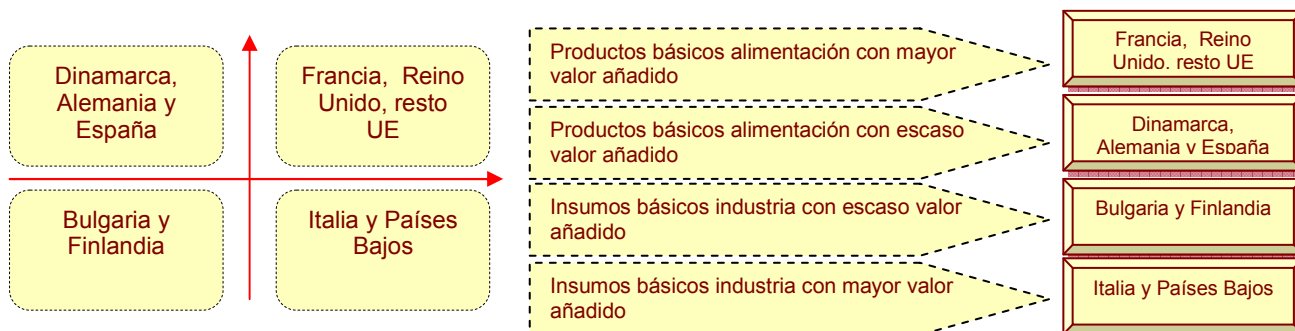 Dinamarca,
Alemania y
España
Francia, Reino
Unido, resto
UE
Bulgaria y
Finlandia
Italia y Países
Bajos
Productos básicos alimentación con mayor
valor añadido
Francia, Reino
Unido. resto UE
Productos básicos alimentación con escaso
valor añadido
Dinamarca,
Alemania y España
Insumos básicos industria con escaso valor
añadido
Bulgaria y Finlandia
Insumos básicos industria con mayor valor
añadido
Italia y Países Bajos